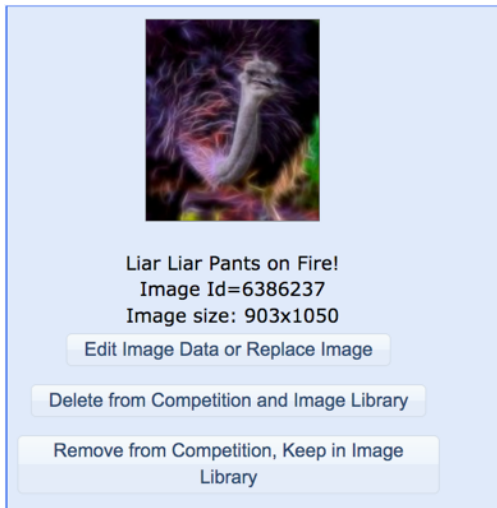 Liar Liar Pants on Fire!
Image Id=6386237
Image size: 903x1050
Edit Image Data or Replace Image
Delete from Competition and Image Library
Remove from Competition, Keep in Image
Library